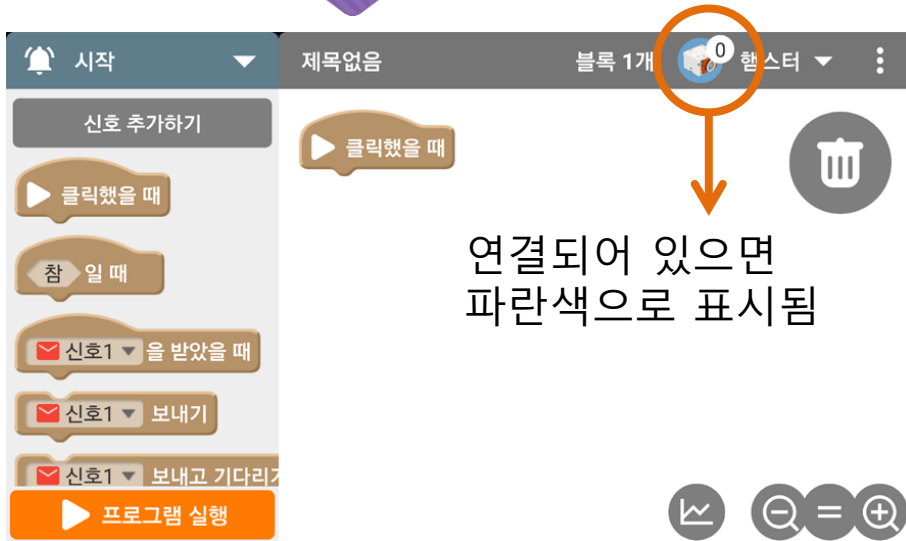 시작
제목없음
블록 1개
0
햄스터
신호 추가하기
클릭했을 때
참 일 때
신호1 을 받았을 때
신호1 보내기
신호1 보내고 기다리기
프로그램 실행
클릭했을 때
연결되어 있으면
파란색으로 표시됨